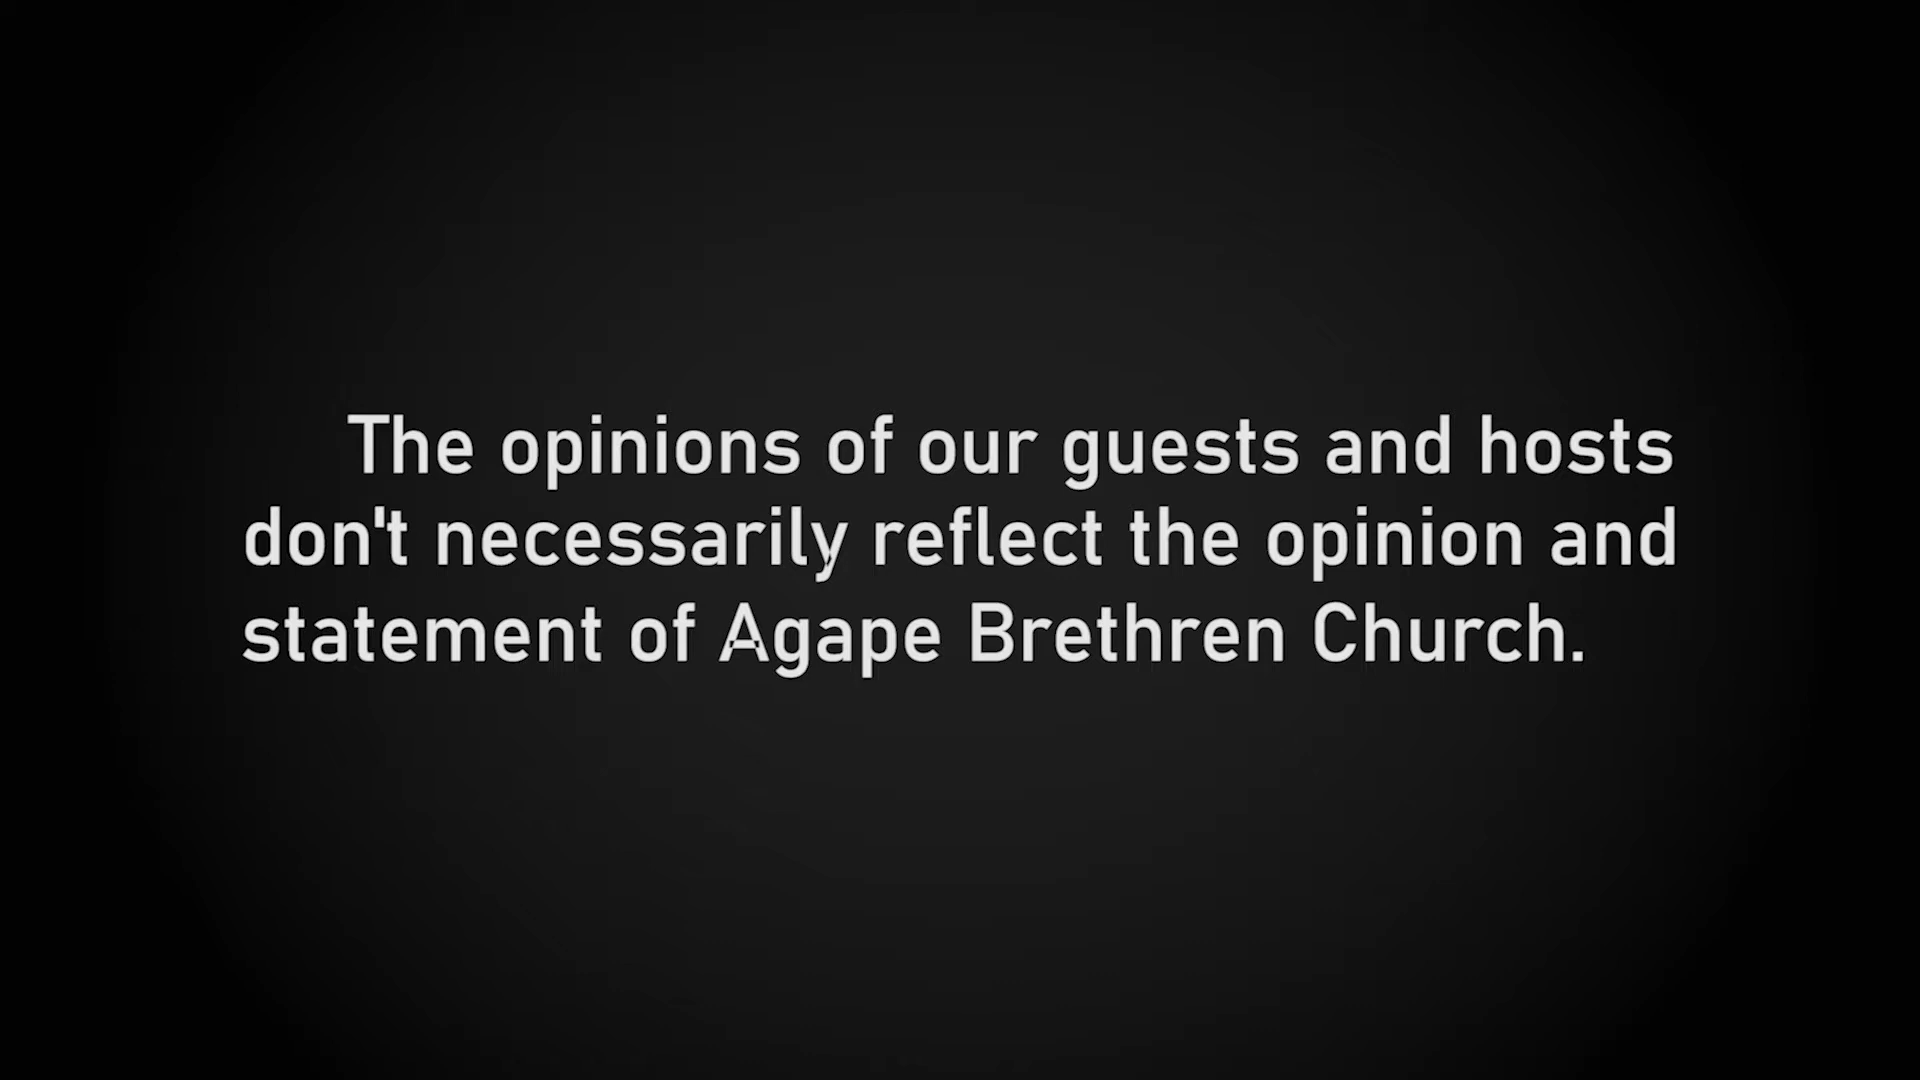 The opinions of our guests and hosts
don't necessarily reflect the opinion and
statement of Agape Brethren Church.